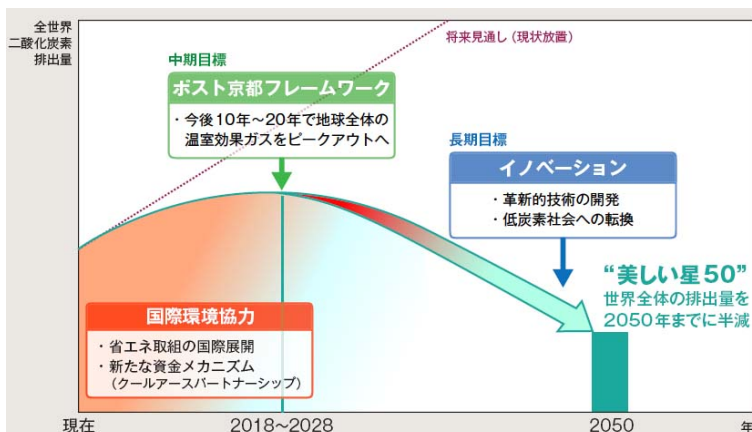 全世界
二酸化炭素
排出量
将来見通し（現状放置）
中期目標
ポスト京都フレームワーク
・今後10年～20年で地球全体の
温室効果ガスをピークアウトへ
長期目標
イノベーション
・革新的技術の開発
・低炭素社会への転換
“美しい星50”
世界全体の排出量を
2050年までに半減
国際環境協力
・省エネ取組の国際展開
・新たな資金メカニズム
（クールアースパートナーシップ）
現在
2018～2028
2050
年